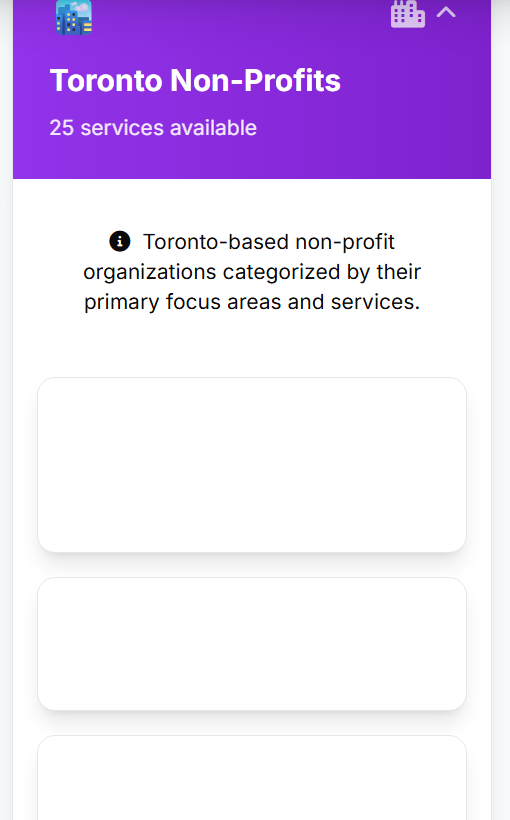 Toronto Non-Profits
25 services available
Toronto-based non-profit
organizations categorized by their
primary focus areas and services.